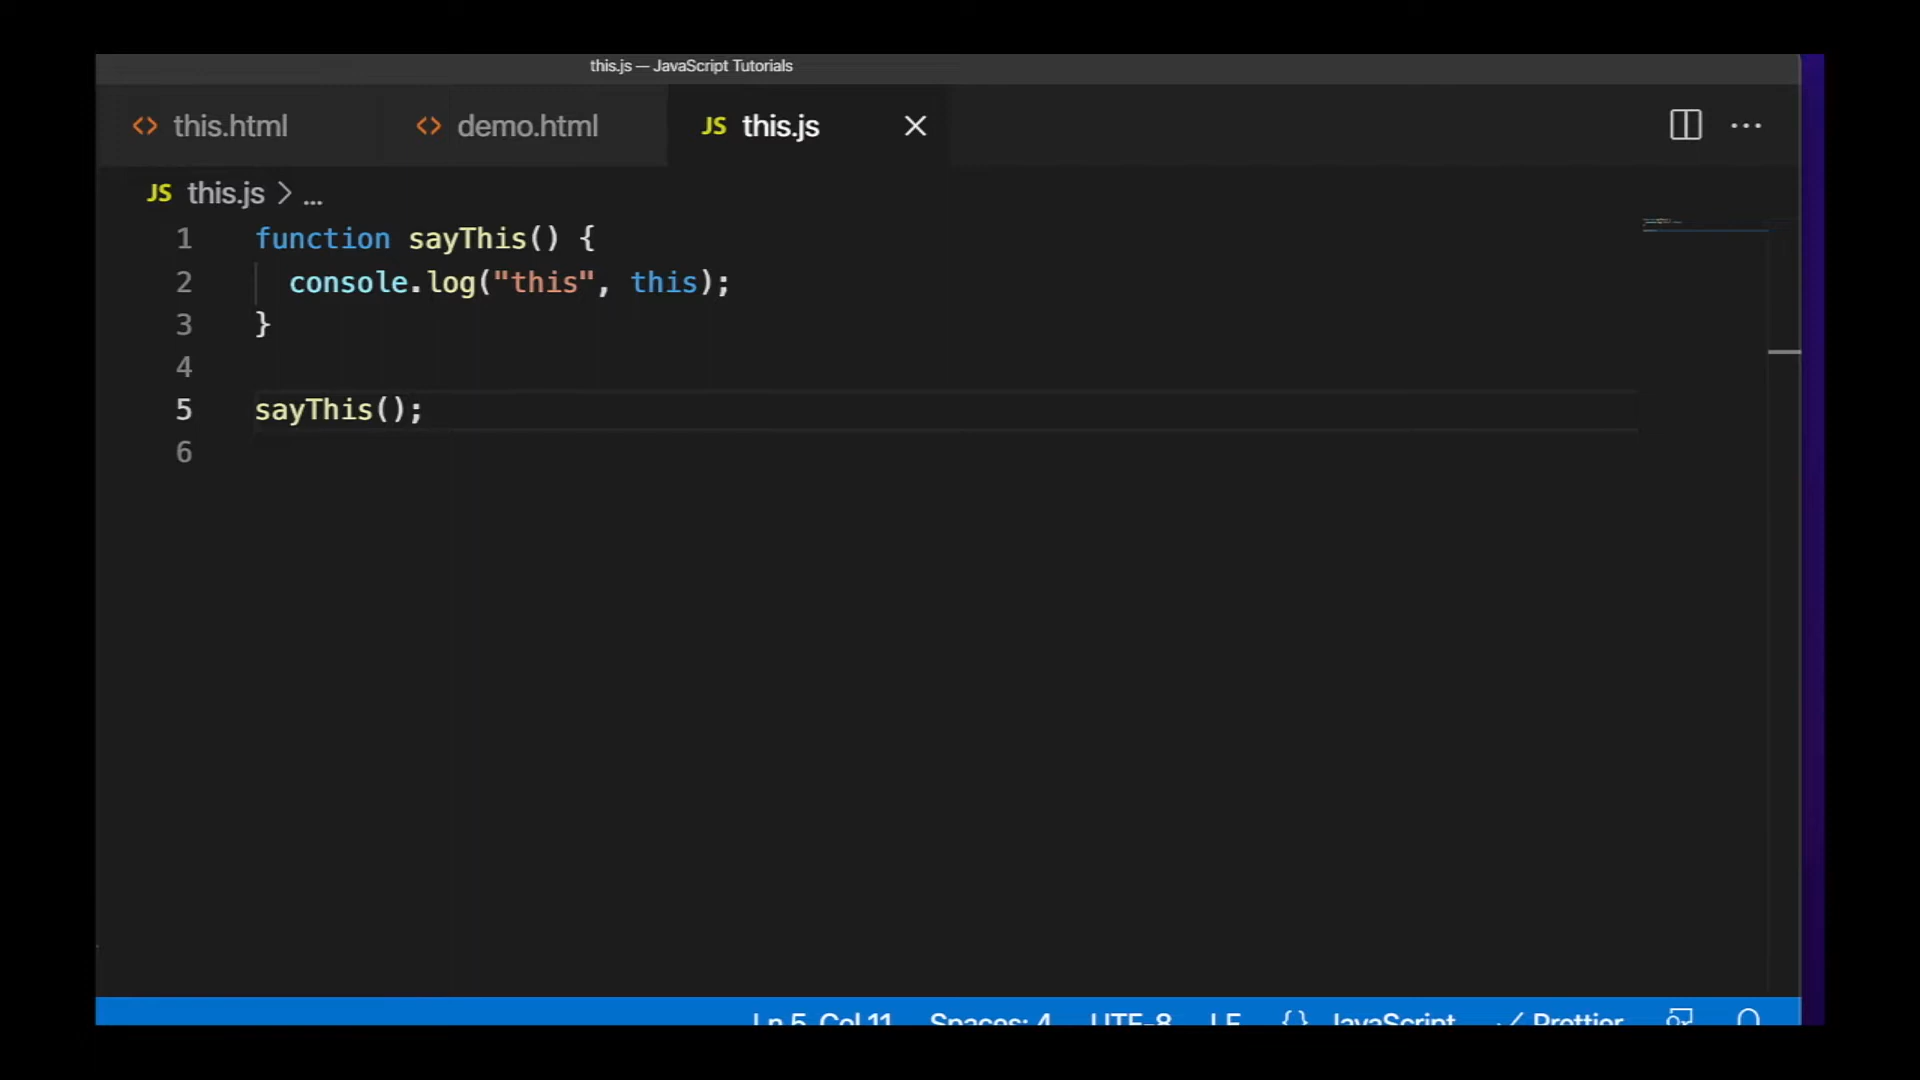 this.js — JavaScript Tutorials
<> this.html <> demo.html JS this.js
JS this.js > ...
1 function sayThis() {
2   console.log("this", this);
3 }
4
5 sayThis();
6
Ln 5, Col 11 Spaces: 4 UTF-8 LF {} JavaScript ✓ Prettier